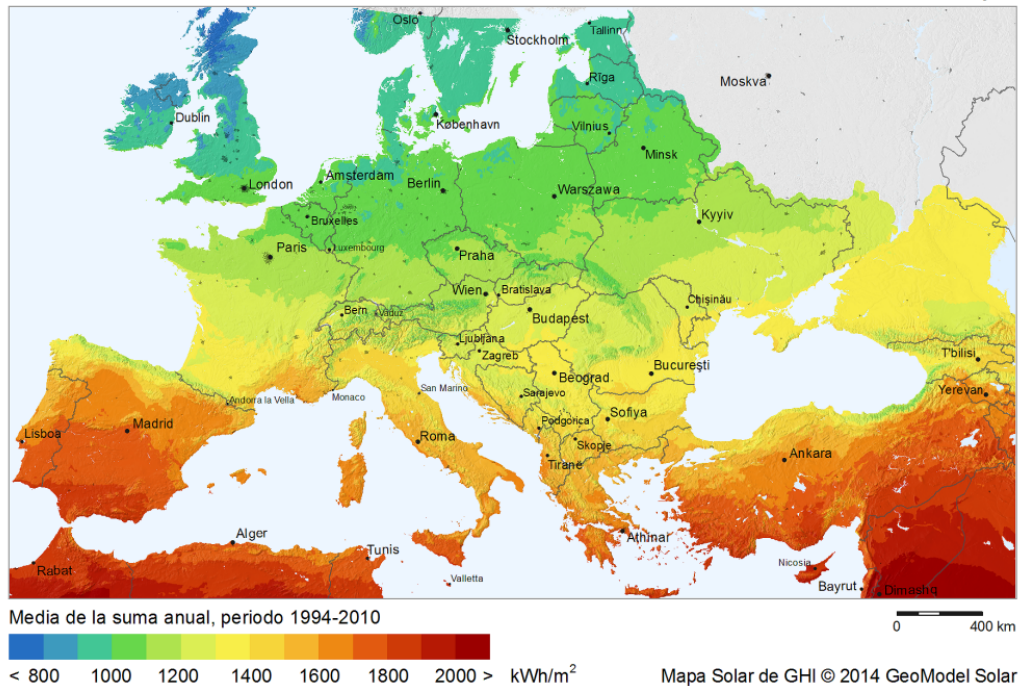 Oslo
Stockholm
Tallinn
Moskva
Rīga
Dublin
København
Vilnius
Minsk
Amsterdam
London
Berlin
Warszawa
Bruxelles
Kyyiv
Paris
Luxembourg
Praha
Wien
Bratislava
Chişinău
Bern
Vaduz
Budapest
Ljubljana
Zagreb
T'bilisi
Beograd
Bucureşti
San Marino
Yerevan
Andorra la Vella
Monaco
Sarajevo
Madrid
Podgorica
Sofiya
Lisboa
Roma
Skopje
Ankara
Tiranë
Alger
Athínai
Tunis
Nicosia
Rabat
Valletta
Bayrut
Dimashq
Media de la suma anual, periodo 1994-2010
0 400 km
< 800 1000 1200 1400 1600 1800 2000 > kWh/m²
Mapa Solar de GHI © 2014 GeoModel Solar